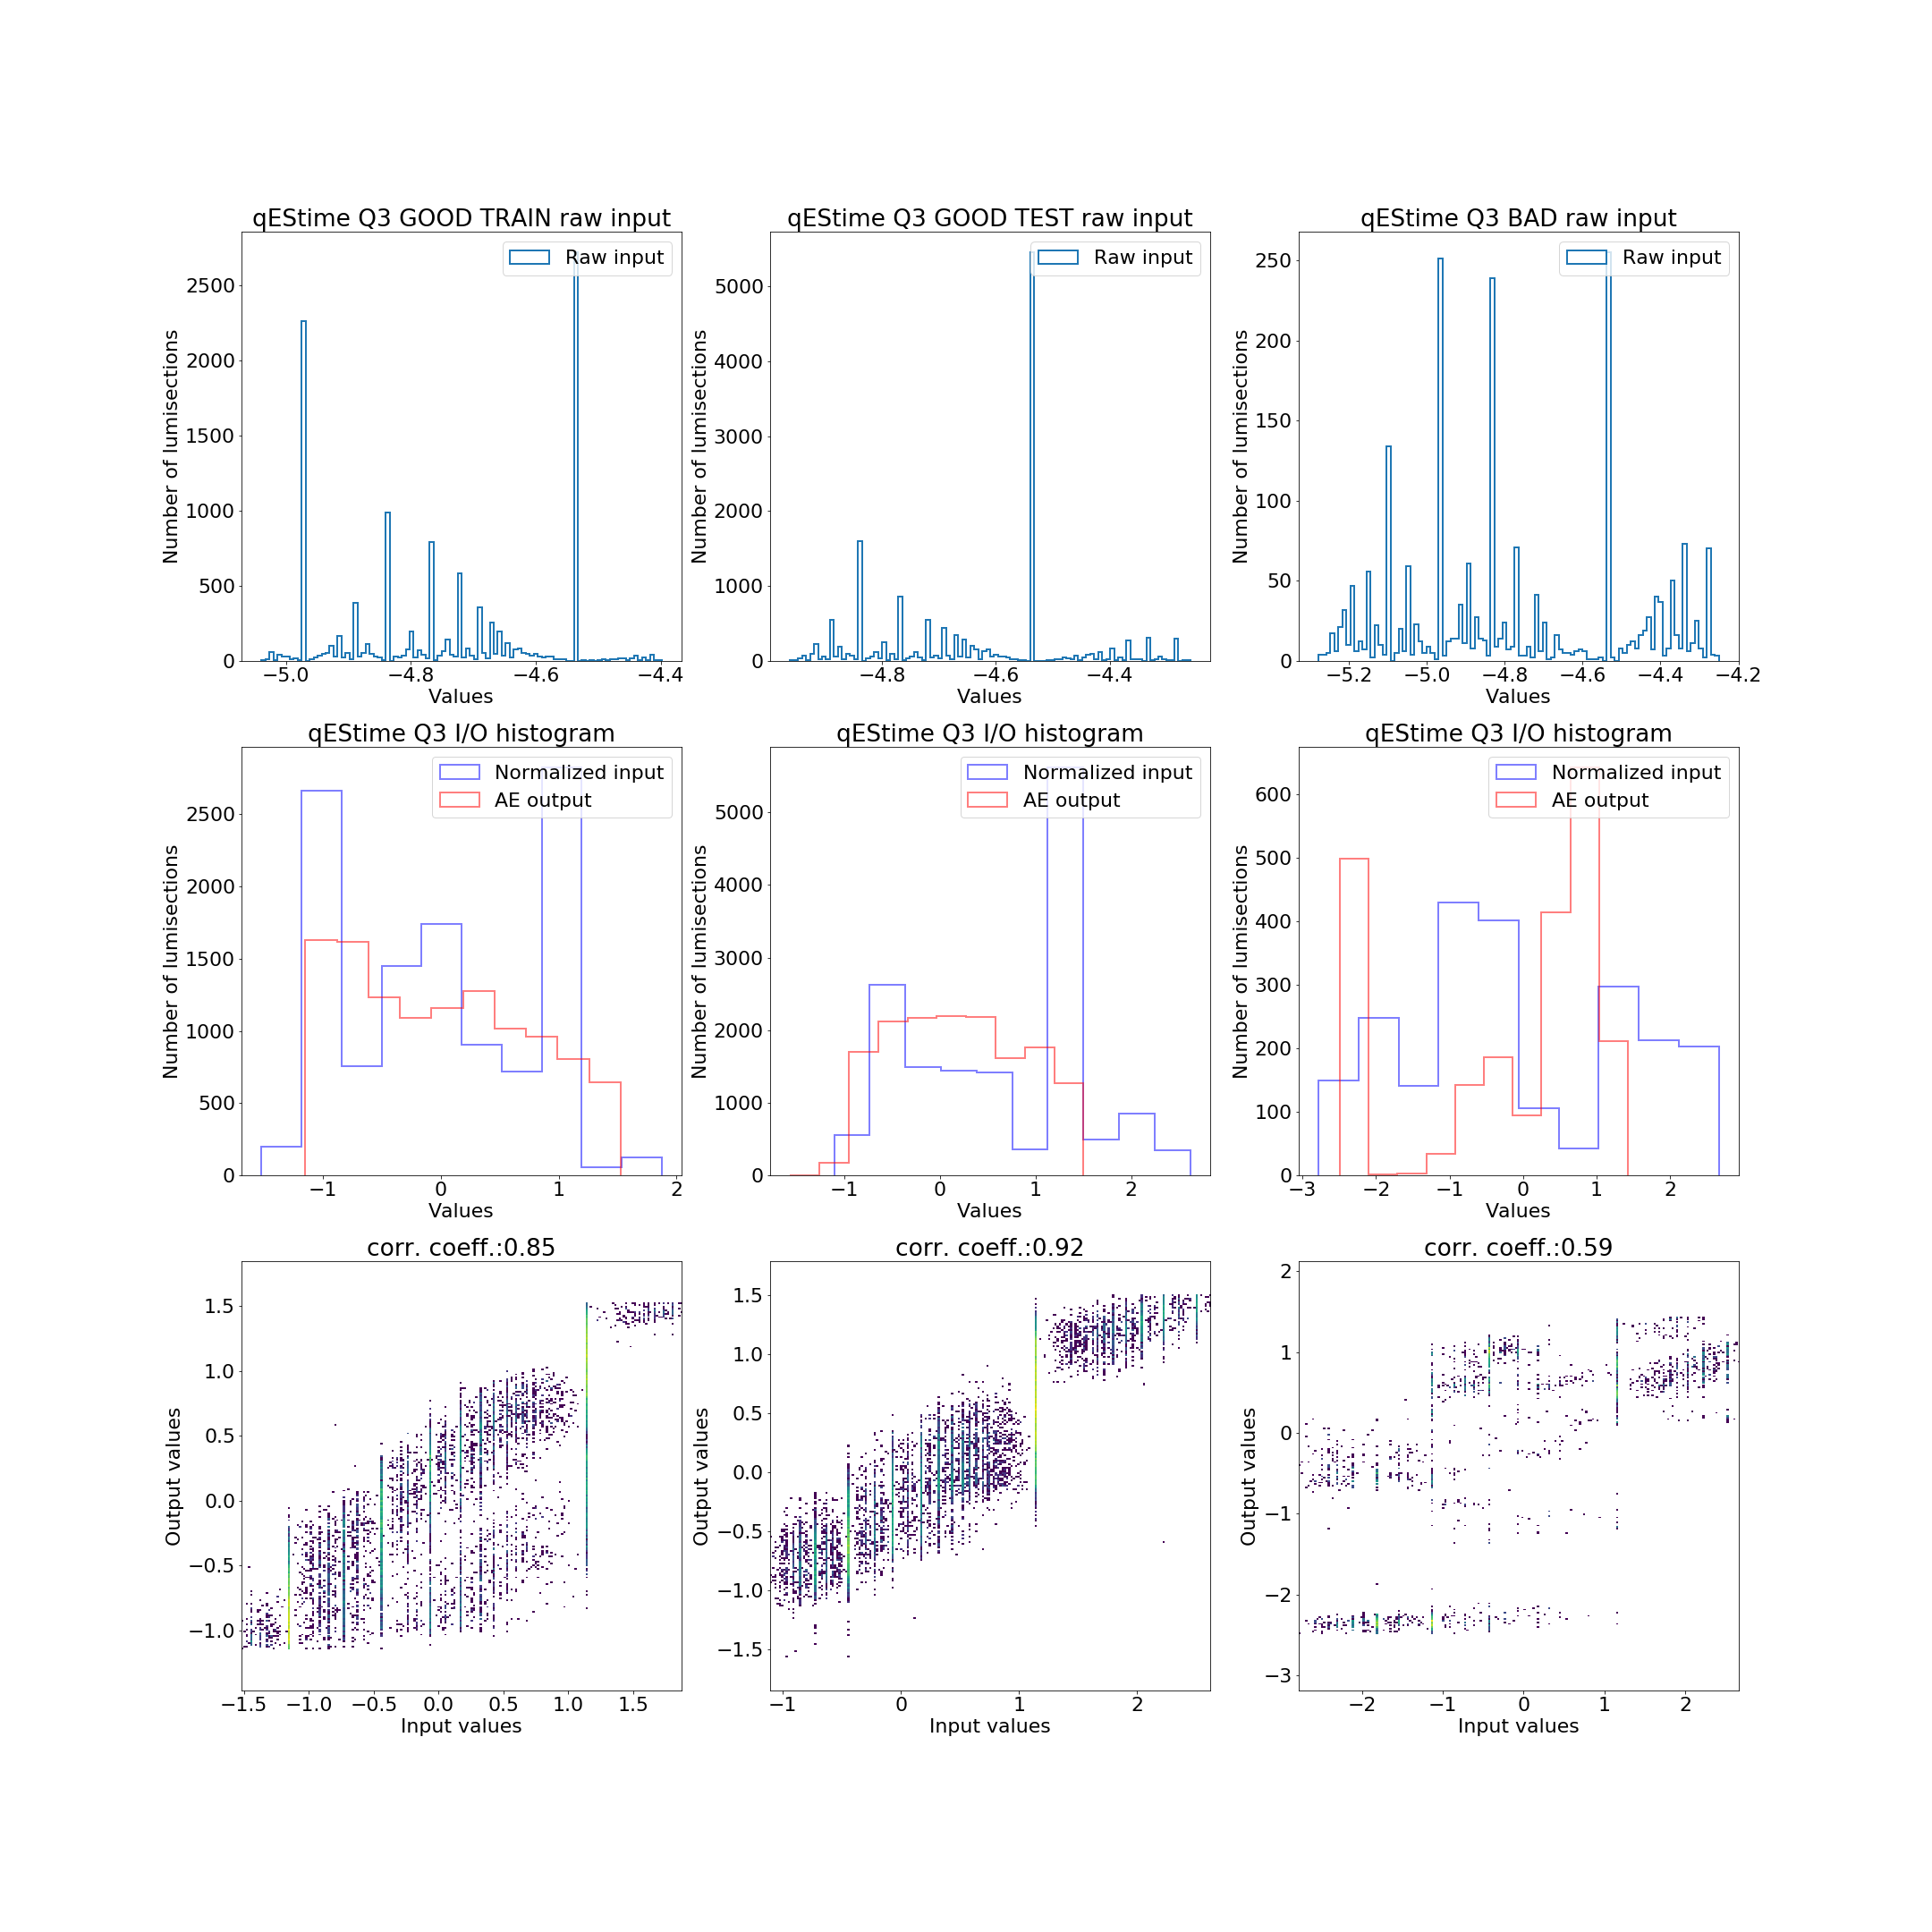 qEStime Q3 GOOD TRAIN raw input
Raw input
Number of lumisections
2500
2000
1500
1000
500
0
−5.0 −4.8 −4.6 −4.4
Values
qEStime Q3 GOOD TEST raw input
Raw input
Number of lumisections
5000
4000
3000
2000
1000
0
−4.8 −4.6 −4.4
Values
qEStime Q3 BAD raw input
Raw input
Number of lumisections
250
200
150
100
50
0
−5.2 −5.0 −4.8 −4.6 −4.4 −4.2
Values
qEStime Q3 I/O histogram
Normalized input
AE output
Number of lumisections
2500
2000
1500
1000
500
0
−1 0 1 2
Values
qEStime Q3 I/O histogram
Normalized input
AE output
Number of lumisections
5000
4000
3000
2000
1000
0
−1 0 1 2
Values
qEStime Q3 I/O histogram
Normalized input
AE output
Number of lumisections
600
500
400
300
200
100
0
−3 −2 −1 0 1 2
Values
corr. coeff.:0.85
Output values
1.5
1.0
0.5
0.0
−0.5
−1.0
−1.5 −1.0 −0.5 0.0 0.5 1.0 1.5
Input values
corr. coeff.:0.92
Output values
1.5
1.0
0.5
0.0
−0.5
−1.0
−1.5
−1 0 1 2
Input values
corr. coeff.:0.59
Output values
2
1
0
−1
−2
−3
−2 −1 0 1 2
Input values